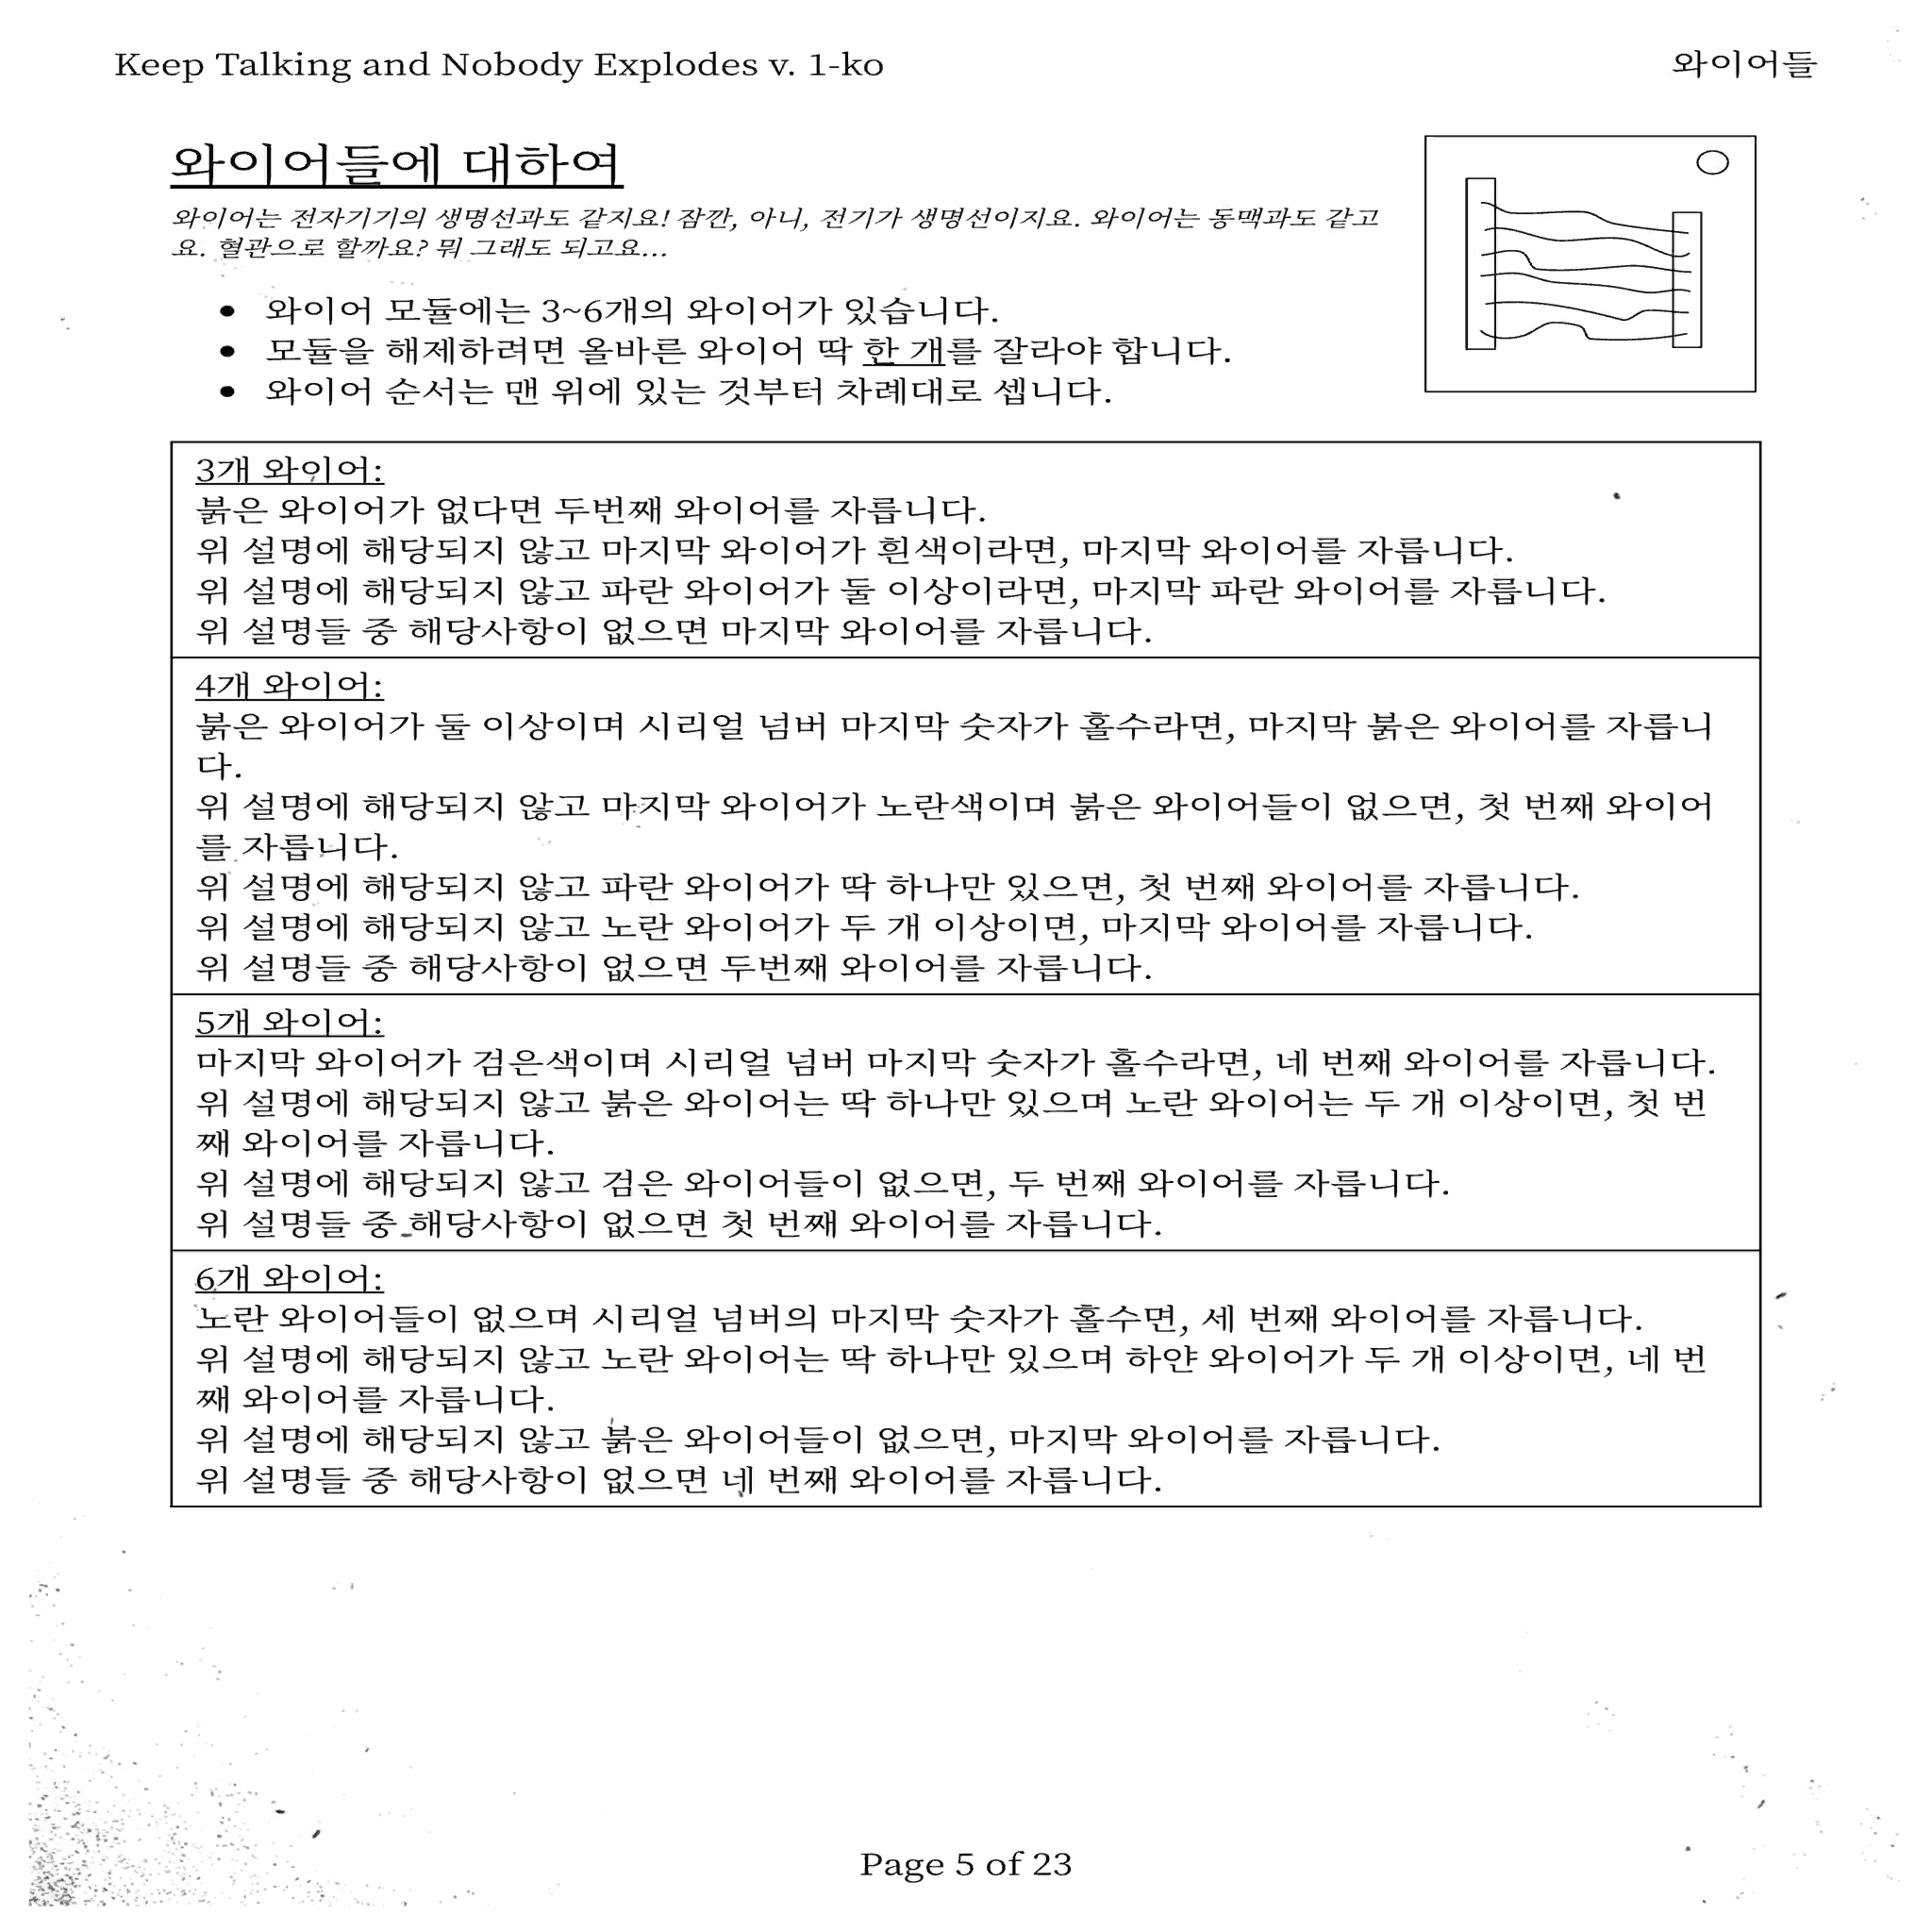 Keep Talking and Nobody Explodes v. 1-ko
와이어들
와이어들에 대하여
와이어는 전자기기의 생명선과도 같지요! 잠깐, 아니, 전기가 생명선이지요. 와이어는 동맥과도 같고
요. 혈관으로 할까요? 뭐 그래도 되고요...
• 와이어 모듈에는 3~6개의 와이어가 있습니다.
• 모듈을 해제하려면 올바른 와이어 딱 한 개를 잘라야 합니다.
• 와이어 순서는 맨 위에 있는 것부터 차례대로 셉니다.
3개 와이어:
붉은 와이어가 없다면 두번째 와이어를 자릅니다.
위 설명에 해당되지 않고 마지막 와이어가 흰색이라면, 마지막 와이어를 자릅니다.
위 설명에 해당되지 않고 파란 와이어가 둘 이상이라면, 마지막 파란 와이어를 자릅니다.
위 설명들 중 해당사항이 없으면 마지막 와이어를 자릅니다.
4개 와이어:
붉은 와이어가 둘 이상이며 시리얼 넘버 마지막 숫자가 홀수라면, 마지막 붉은 와이어를 자릅니
다.
위 설명에 해당되지 않고 마지막 와이어가 노란색이며 붉은 와이어들이 없으면, 첫 번째 와이어
를 자릅니다.
위 설명에 해당되지 않고 파란 와이어가 딱 하나만 있으면, 첫 번째 와이어를 자릅니다.
위 설명에 해당되지 않고 노란 와이어가 두 개 이상이면, 마지막 와이어를 자릅니다.
위 설명들 중 해당사항이 없으면 두번째 와이어를 자릅니다.
5개 와이어:
마지막 와이어가 검은색이며 시리얼 넘버 마지막 숫자가 홀수라면, 네 번째 와이어를 자릅니다.
위 설명에 해당되지 않고 붉은 와이어는 딱 하나만 있으며 노란 와이어는 두 개 이상이면, 첫 번
째 와이어를 자릅니다.
위 설명에 해당되지 않고 검은 와이어들이 없으면, 두 번째 와이어를 자릅니다.
위 설명들 중 해당사항이 없으면 첫 번째 와이어를 자릅니다.
6개 와이어:
노란 와이어들이 없으며 시리얼 넘버의 마지막 숫자가 홀수면, 세 번째 와이어를 자릅니다.
위 설명에 해당되지 않고 노란 와이어는 딱 하나만 있으며 하얀 와이어가 두 개 이상이면, 네 번
째 와이어를 자릅니다.
위 설명에 해당되지 않고 붉은 와이어들이 없으면, 마지막 와이어를 자릅니다.
위 설명들 중 해당사항이 없으면 네 번째 와이어를 자릅니다.
Page 5 of 23